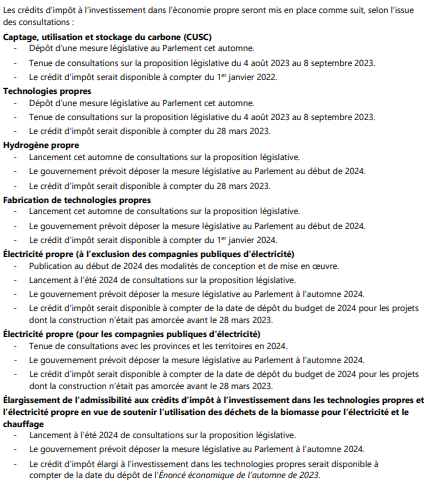 Les crédits d'impôt à l'investissement dans l'économie propre seront mis en place comme suit, selon l'issue
des consultations :
Captage, utilisation et stockage du carbone (CUSC)
- Dépôt d'une mesure législative au Parlement cet automne.
- Tenue de consultations sur la proposition législative du 4 août 2023 au 8 septembre 2023.
- Le crédit d'impôt serait disponible à compter du 1er janvier 2022.
Technologies propres
- Dépôt d'une mesure législative au Parlement cet automne.
- Tenue de consultations sur la proposition législative du 4 août 2023 au 8 septembre 2023.
- Le crédit d'impôt serait disponible à compter du 28 mars 2023.
Hydrogène propre
- Lancement cet automne de consultations sur la proposition législative.
- Le gouvernement prévoit déposer la mesure législative au Parlement au début de 2024.
- Le crédit d'impôt serait disponible à compter du 28 mars 2023.
Fabrication de technologies propres
- Lancement cet automne de consultations sur la proposition législative.
- Le gouvernement prévoit déposer la mesure législative au Parlement au début de 2024.
- Le crédit d'impôt serait disponible à compter du 1er janvier 2024.
Électricité propre (à l'exclusion des compagnies publiques d'électricité)
- Publication au début de 2024 des modalités de conception et de mise en œuvre.
- Lancement à l'été 2024 de consultations sur la proposition législative.
- Le gouvernement prévoit déposer la mesure législative au Parlement à l'automne 2024.
- Le crédit d'impôt serait disponible à compter de la date de dépôt du budget de 2024 pour les projets
dont la construction n'était pas amorcée avant le 28 mars 2023.
Électricité propre (pour les compagnies publiques d'électricité)
- Tenue de consultations avec les provinces et les territoires en 2024.
- Le gouvernement prévoit déposer la mesure législative au Parlement à l'automne 2024.
- Le crédit d'impôt serait disponible à compter de la date de dépôt du budget de 2024 pour les projets
dont la construction n'était pas amorcée avant le 28 mars 2023.
Élargissement de l'admissibilité aux crédits d'impôt à l'investissement dans les technologies propres et
l'électricité propre en vue de soutenir l'utilisation des déchets de la biomasse pour l'électricité et le
chauffage
- Lancement à l'été 2024 de consultations sur la proposition législative.
- Le gouvernement prévoit déposer la mesure législative au Parlement à l'automne 2024.
- Le crédit d'impôt élargi à l'investissement dans les technologies propres serait disponible à
compter de la date du dépôt de l'Énoncé économique de l'automne de 2023.